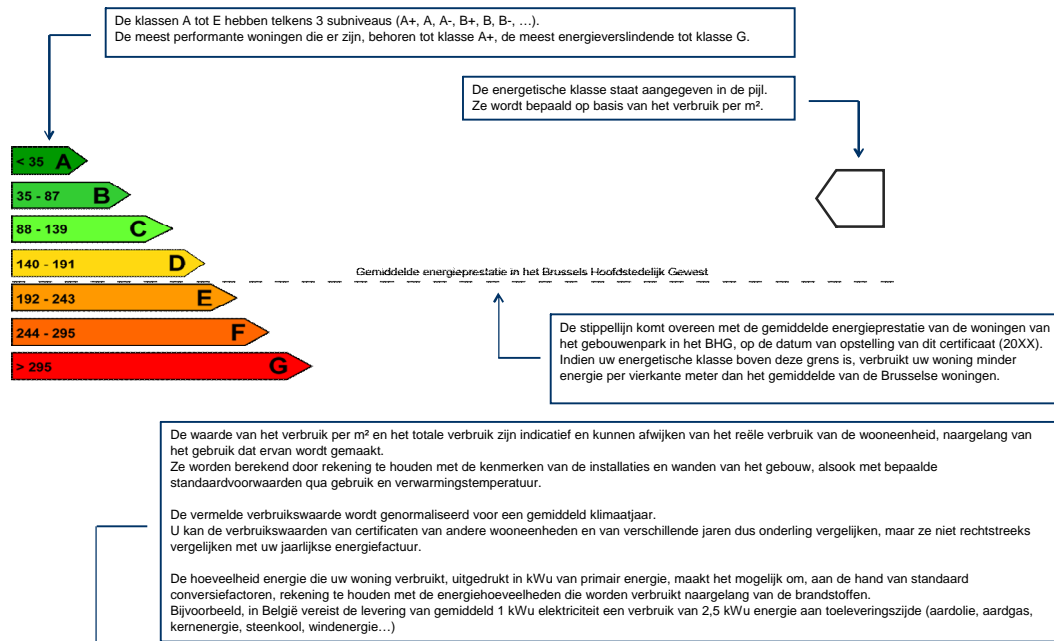 De klassen A tot E hebben telkens 3 subniveaus (A+, A, A-, B+, B, B-, …).
De meest performante woningen die er zijn, behoren tot klasse A+, de meest energieverslindende tot klasse G.
De energetische klasse staat aangegeven in de pijl.
Ze wordt bepaald op basis van het verbruik per m².
< 35 A
35 - 87 B
88 - 139 C
140 - 191 D
Gemiddelde energieprestatie in het Brussels Hoofdstedelijk Gewest
192 - 243 E
244 - 295 F
> 295 G
De stippellijn komt overeen met de gemiddelde energieprestatie van de woningen van
het gebouwenpark in het BHG, op de datum van opstelling van dit certificaat (20XX).
Indien uw energetische klasse boven deze grens is, verbruikt uw woning minder
energie per vierkante meter dan het gemiddelde van de Brusselse woningen.
De waarde van het verbruik per m² en het totale verbruik zijn indicatief en kunnen afwijken van het reële verbruik van de wooneenheid, naargelang van
het gebruik dat ervan wordt gemaakt.
Ze worden berekend door rekening te houden met de kenmerken van de installaties en wanden van het gebouw, alsook met bepaalde
standaardvoorwaarden qua gebruik en verwarmingstemperatuur.
De vermelde verbruikswaarde wordt genormaliseerd voor een gemiddeld klimaatjaar.
U kan de verbruikswaarden van certificaten van andere wooneenheden en van verschillende jaren dus onderling vergelijken, maar ze niet rechtstreeks
vergelijken met uw jaarlijkse energiefactuur.
De hoeveelheid energie die uw woning verbruikt, uitgedrukt in kWu van primair energie, maakt het mogelijk om, aan de hand van standaard
conversiefactoren, rekening te houden met de energiehoeveelheden die worden verbruikt naargelang van de brandstoffen.
Bijvoorbeeld, in België vereist de levering van gemiddeld 1 kWu elektriciteit een verbruik van 2,5 kWu energie aan toeleveringszijde (aardolie, aardgas,
kernenergie, steenkool, windenergie…)